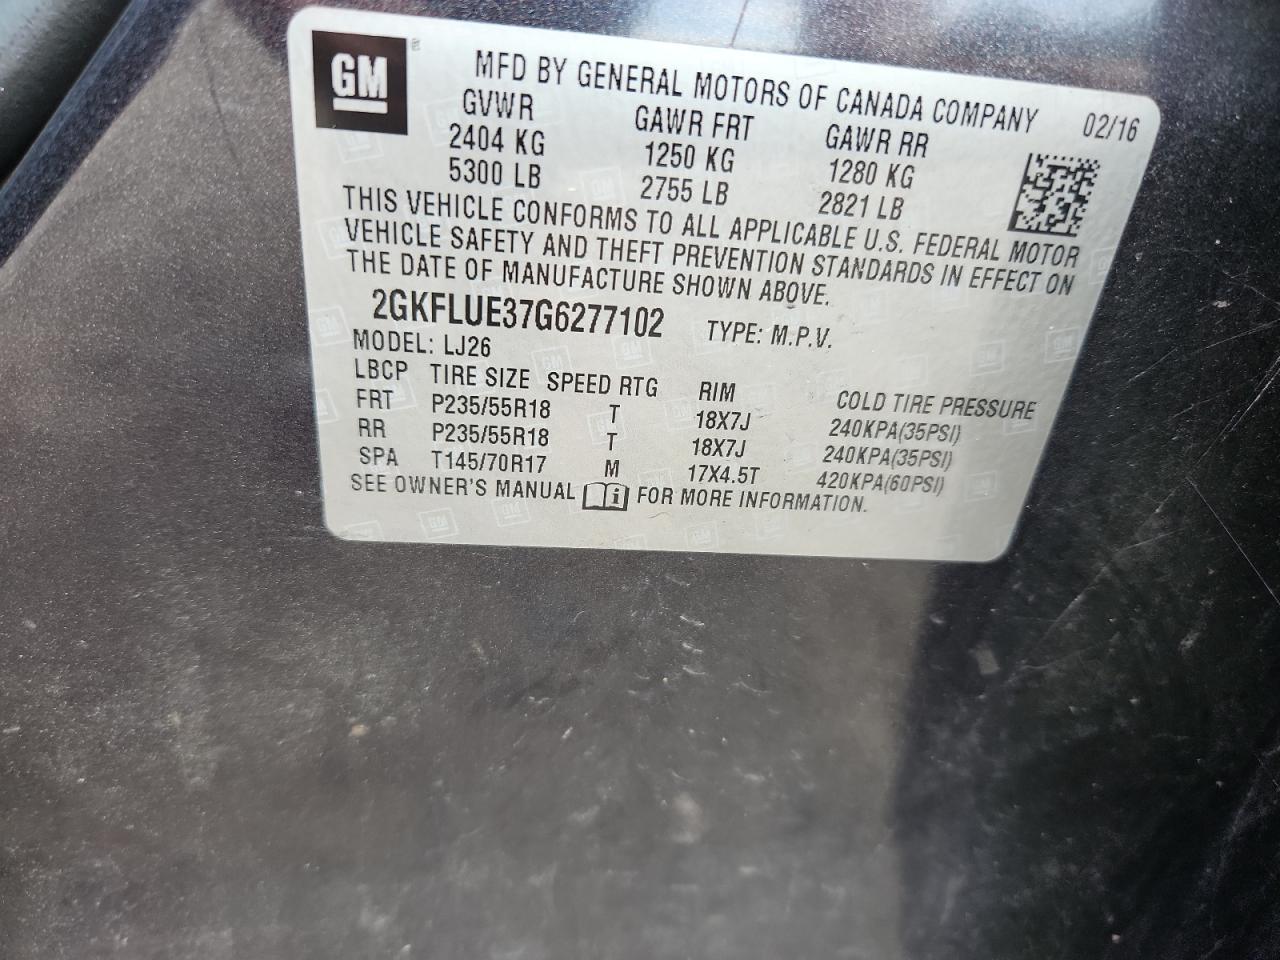 GM
MFD BY GENERAL MOTORS OF CANADA COMPANY
02/16
GVWR GAWR FRT GAWR RR
2404 KG 1250 KG 1280 KG
5300 LB 2755 LB 2821 LB
THIS VEHICLE CONFORMS TO ALL APPLICABLE U.S. FEDERAL MOTOR
VEHICLE SAFETY AND THEFT PREVENTION STANDARDS IN EFFECT ON
THE DATE OF MANUFACTURE SHOWN ABOVE.
2GKFLUE37G6277102 TYPE: M.P.V.
MODEL: LJ26
LBCP TIRE SIZE SPEED RTG RIM COLD TIRE PRESSURE
FRT P235/55R18 T 18X7J 240KPA(35PSI)
RR P235/55R18 T 18X7J 240KPA(35PSI)
SPA T145/70R17 M 17X4.5T 420KPA(60PSI)
SEE OWNER'S MANUAL i FOR MORE INFORMATION.